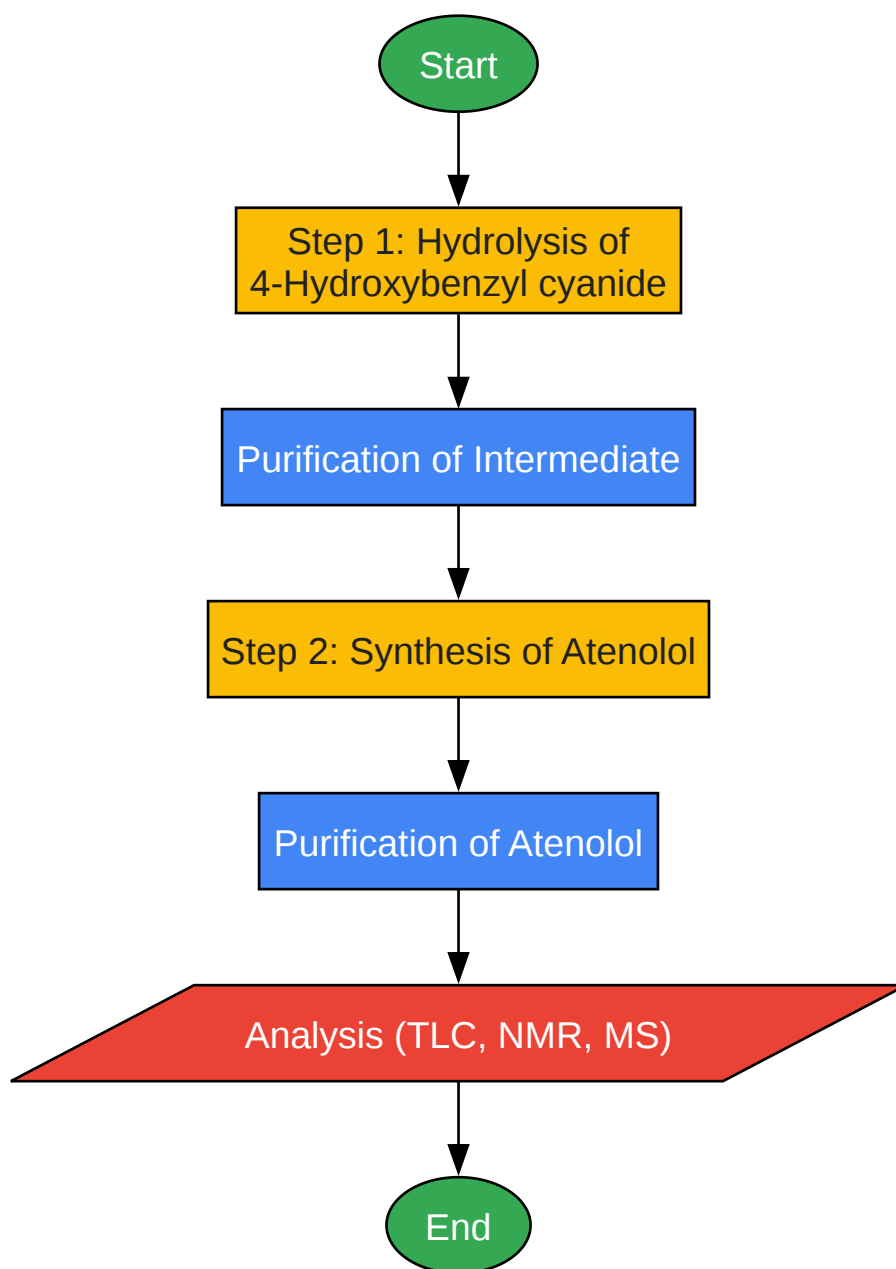 Start
Step 1: Hydrolysis of
4-Hydroxybenzyl cyanide
Purification of Intermediate
Step 2: Synthesis of Atenolol
Purification of Atenolol
Analysis (TLC, NMR, MS)
End